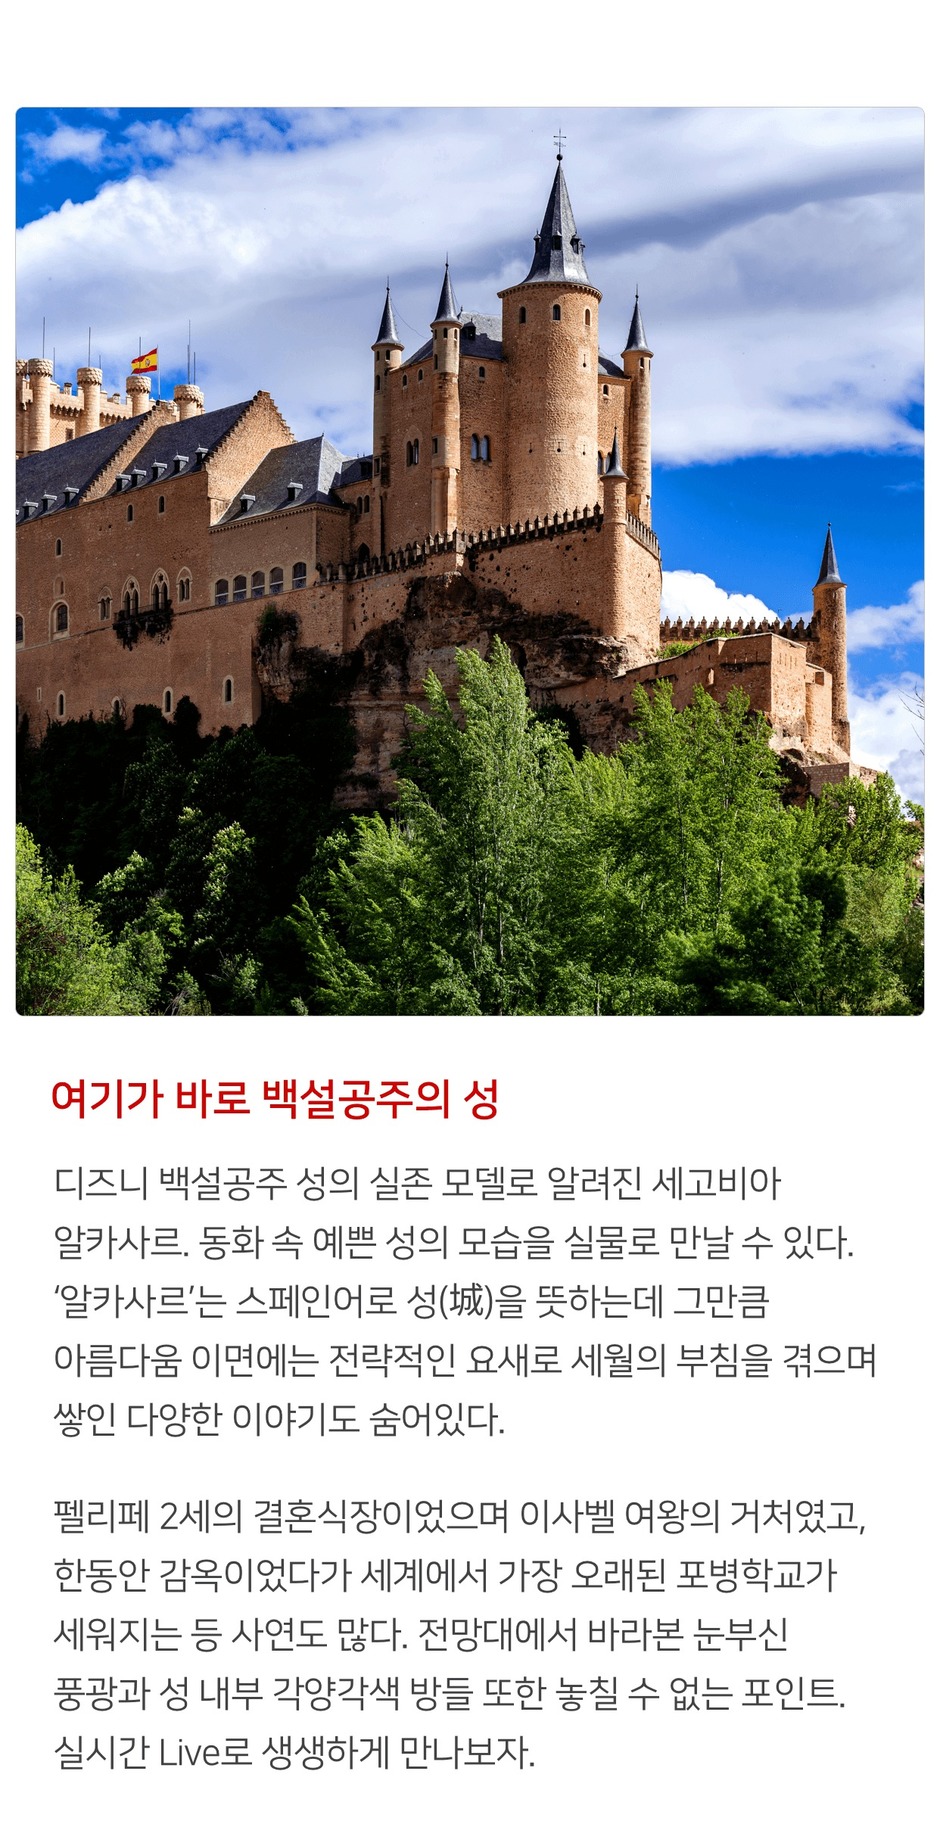 여기가 바로 백설공주의 성
디즈니 백설공주 성의 실존 모델로 알려진 세고비아
알카사르. 동화 속 예쁜 성의 모습을 실물로 만날 수 있다.
‘알카사르’는 스페인어로 성(城)을 뜻하는데 그만큼
아름다움 이면에는 전략적인 요새로 세월의 부침을 겪으며
쌓인 다양한 이야기도 숨어있다.
펠리페 2세의 결혼식장이었으며 이사벨 여왕의 거처였고,
한동안 감옥이었다가 세계에서 가장 오래된 포병학교가
세워지는 등 사연도 많다. 전망대에서 바라본 눈부신
풍광과 성 내부 각양각색 방들 또한 놓칠 수 없는 포인트.
실시간 Live로 생생하게 만나보자.